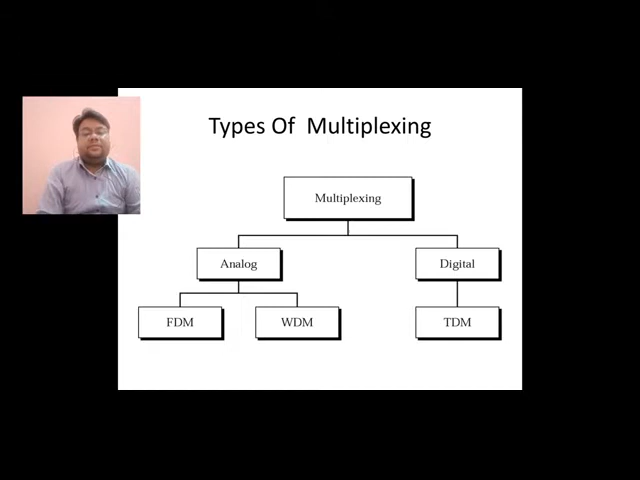 Types Of Multiplexing
Multiplexing
Analog
Digital
FDM
WDM
TDM